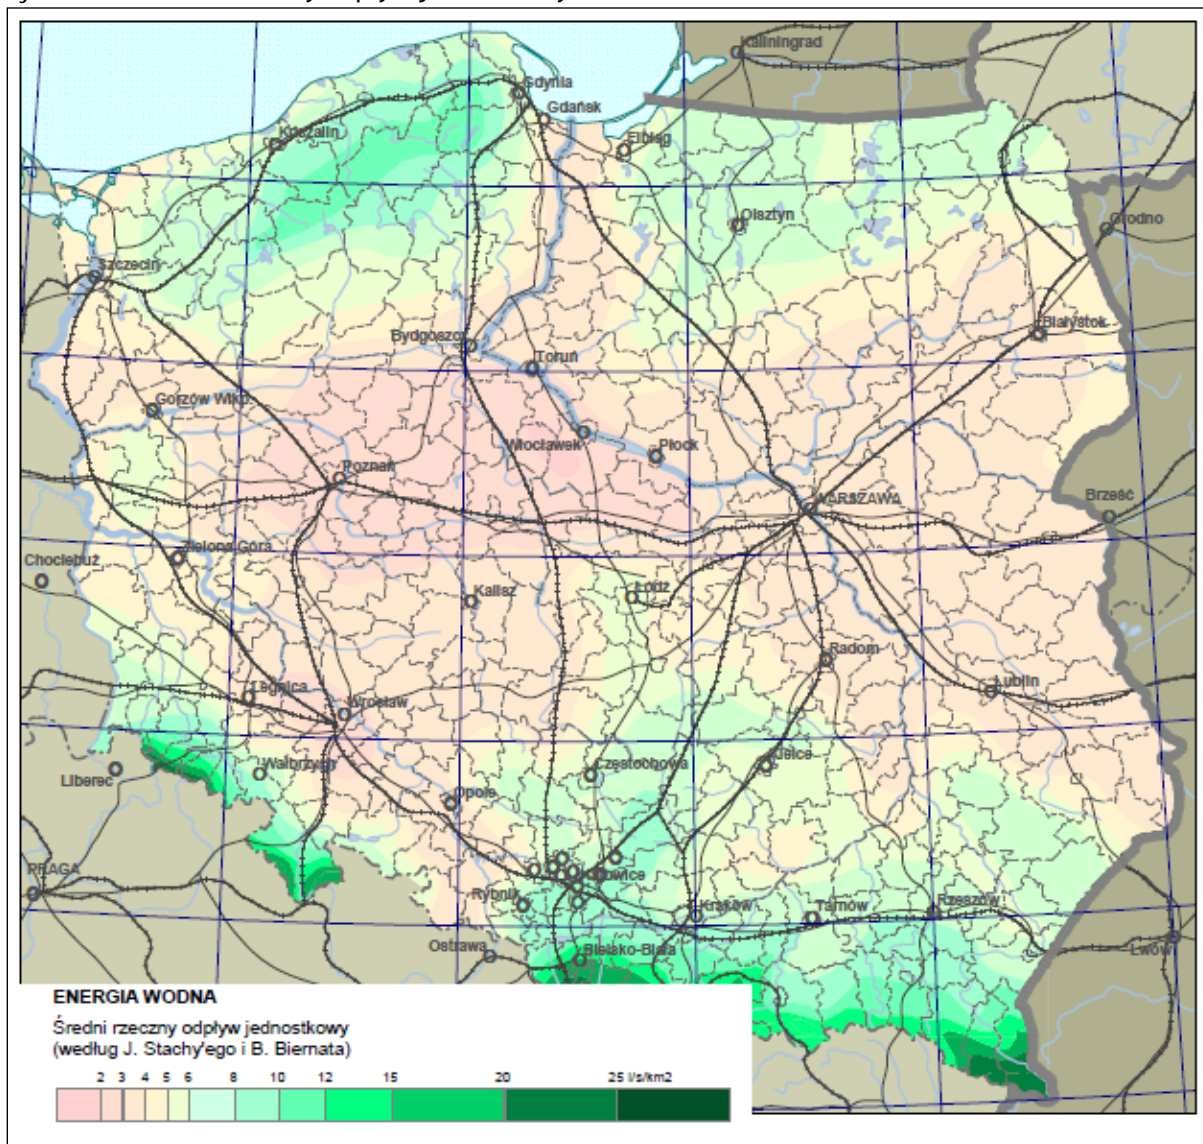 Kaliningrad
Gdynia
Gdańsk
Koszalin
Elbląg
Olsztyn
Grodno
Szczecin
Białystok
Bydgoszcz
Toruń
Gorzów Wlkp.
Włocławek
Płock
Poznań
WARSZAWA
Brześć
Zielona Góra
Chociebuż
Kalisz
Łódź
Radom
Legnica
Lublin
Wrocław
Kielce
Liberec
Wałbrzych
Częstochowa
Opole
PRAGA
Katowice
Rybnik
Kraków
Tarnów
Rzeszów
Ostrawa
Bielsko-Biała
Lwów
ENERGIA WODNA
Średni rzeczny odpływ jednostkowy
(według J. Stachy'ego i B. Biernata)
2 3 4 5 6 8 10 12 15 20 25 l/s/km2